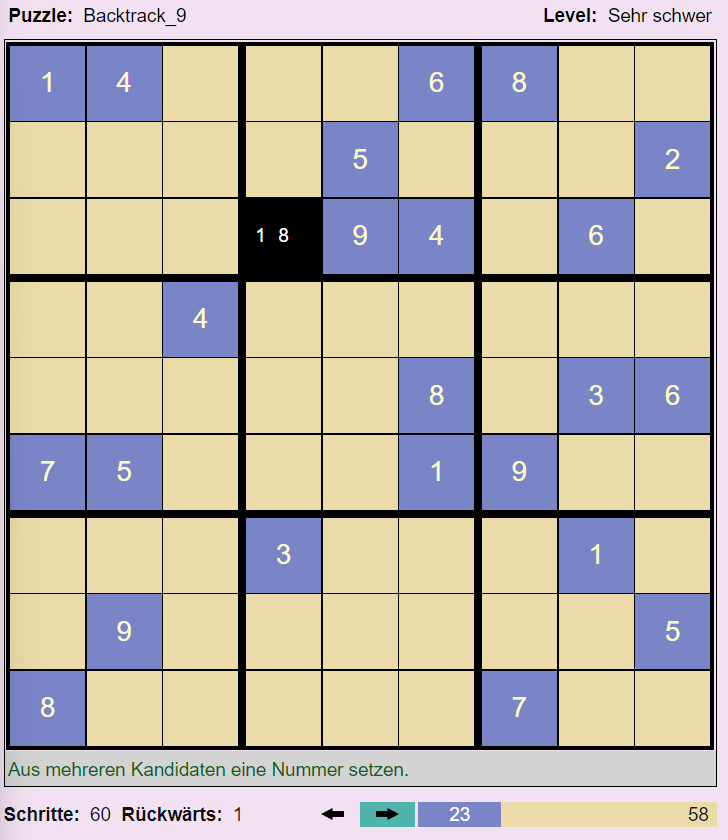 Puzzle: Backtrack_9 Level: Sehr schwer
1 4 6 8
5 2
1 8 9 4 6
4
8 3 6
7 5 1 9
3 1
9 5
8 7
Aus mehreren Kandidaten eine Nummer setzen.
Schritte: 60 Rückwärts: 1 23 58